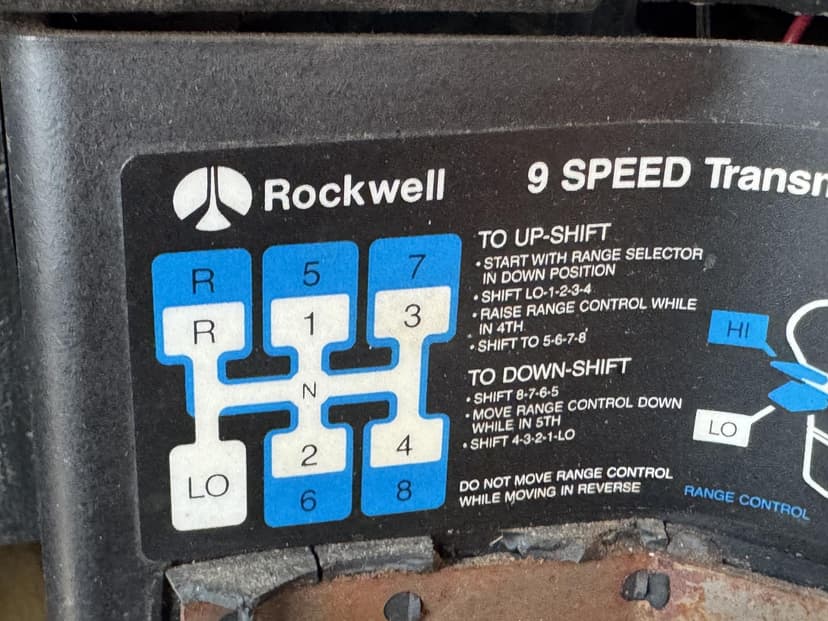 Rockwell
9 SPEED
R 5 7
R 1 3
N
2 4
LO
6 8
TO UP-SHIFT
• START WITH RANGE SELECTOR
IN DOWN POSITION
• SHIFT LO-1-2-3-4
• RAISE RANGE CONTROL WHILE
IN 4TH
• SHIFT TO 5-6-7-8
TO DOWN-SHIFT
• SHIFT 8-7-6-5
• MOVE RANGE CONTROL DOWN
WHILE IN 5TH
• SHIFT 4-3-2-1-LO
DO NOT MOVE RANGE CONTROL
WHILE MOVING IN REVERSE
HI
LO
RANGE CONTROL